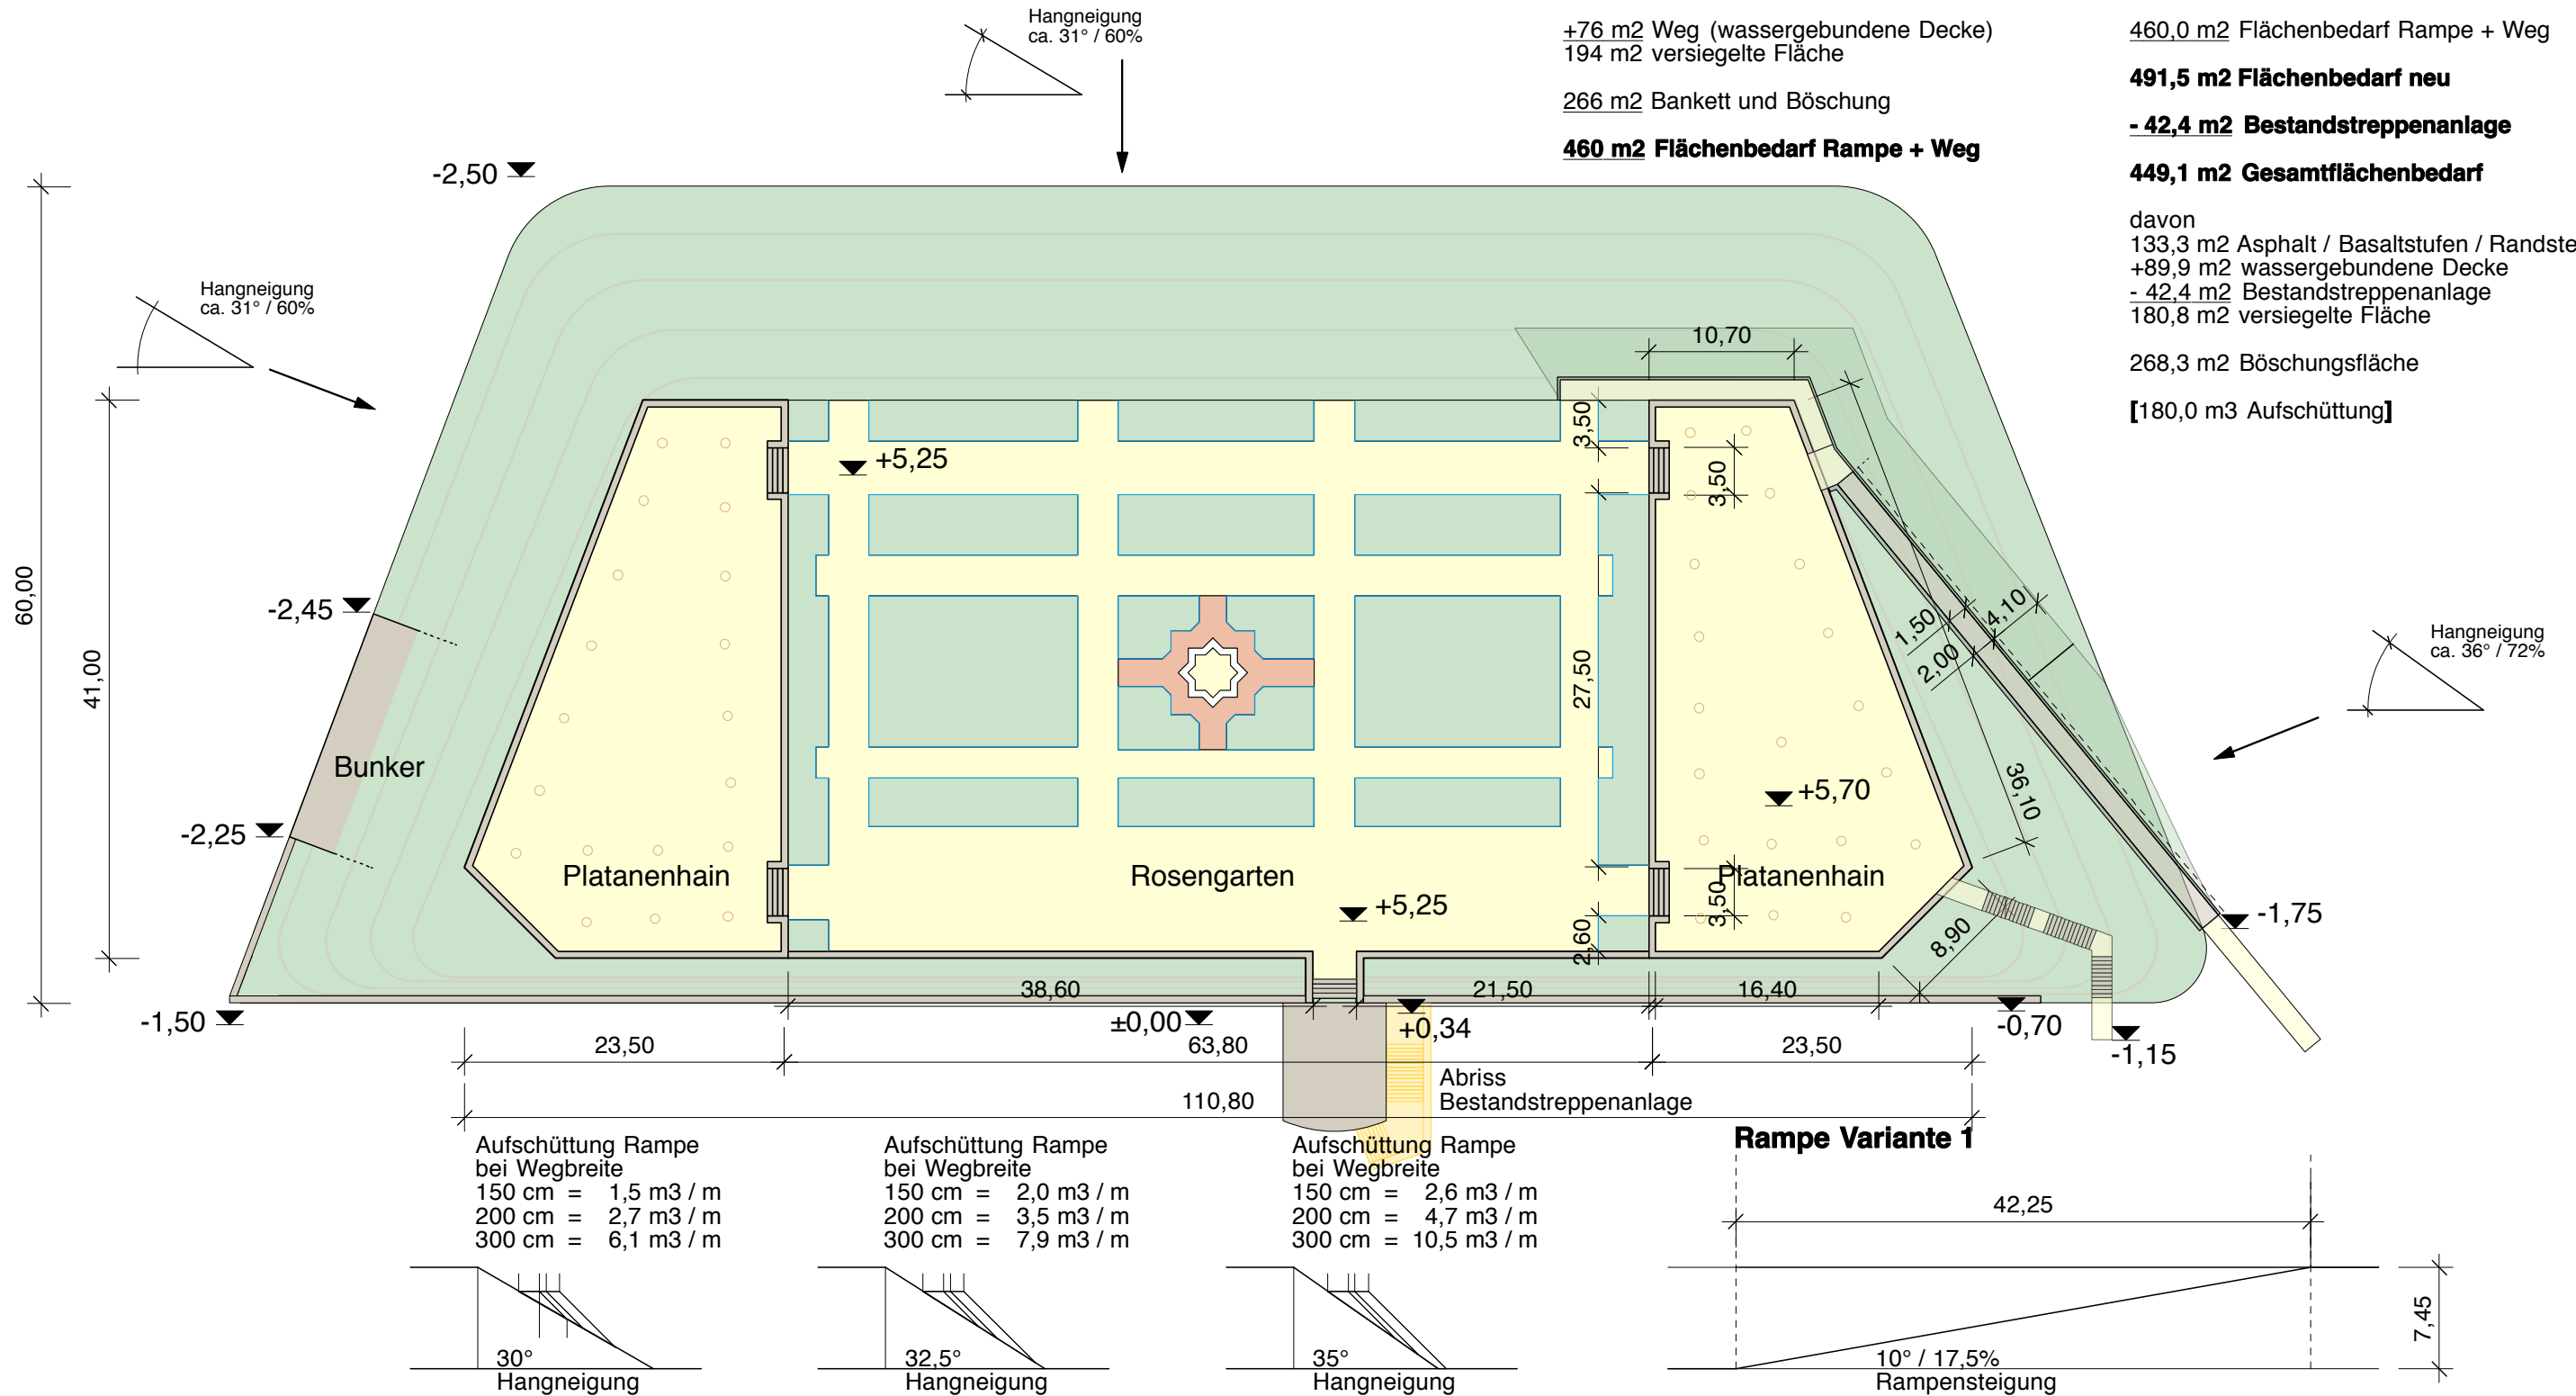 Hangneigung
ca. 31° / 60%
+76 m2 Weg (wassergebundene Decke)
194 m2 versiegelte Fläche
266 m2 Bankett und Böschung
460 m2 Flächenbedarf Rampe + Weg
460,0 m2 Flächenbedarf Rampe + Weg
491,5 m2 Flächenbedarf neu
- 42,4 m2 Bestandstreppenanlage
449,1 m2 Gesamtflächenbedarf
davon
133,3 m2 Asphalt / Basaltstufen / Randste
+89,9 m2 wassergebundene Decke
- 42,4 m2 Bestandstreppenanlage
180,8 m2 versiegelte Fläche
268,3 m2 Böschungsfläche
[180,0 m3 Aufschüttung]
-2,50
Hangneigung
ca. 31° / 60%
10,70
3,50
+5,25
3,50
60,00
41,00
-2,45
1,50
4,10
2,00
Hangneigung
ca. 36° / 72%
27,50
Bunker
+5,70
36,10
-2,25
Platanenhain
Rosengarten
Platanenhain
3,50
+5,25
-1,75
2,60
8,90
38,60
21,50
16,40
-1,50
±0,00
+0,34
-0,70
-1,15
23,50
63,80
23,50
110,80
Abriss
Bestandstreppenanlage
Aufschüttung Rampe
bei Wegbreite
150 cm = 1,5 m3 / m
200 cm = 2,7 m3 / m
300 cm = 6,1 m3 / m
30°
Hangneigung
Aufschüttung Rampe
bei Wegbreite
150 cm = 2,0 m3 / m
200 cm = 3,5 m3 / m
300 cm = 7,9 m3 / m
32,5°
Hangneigung
Aufschüttung Rampe
bei Wegbreite
150 cm = 2,6 m3 / m
200 cm = 4,7 m3 / m
300 cm = 10,5 m3 / m
35°
Hangneigung
Rampe Variante 1
42,25
7,45
10° / 17,5%
Rampensteigung